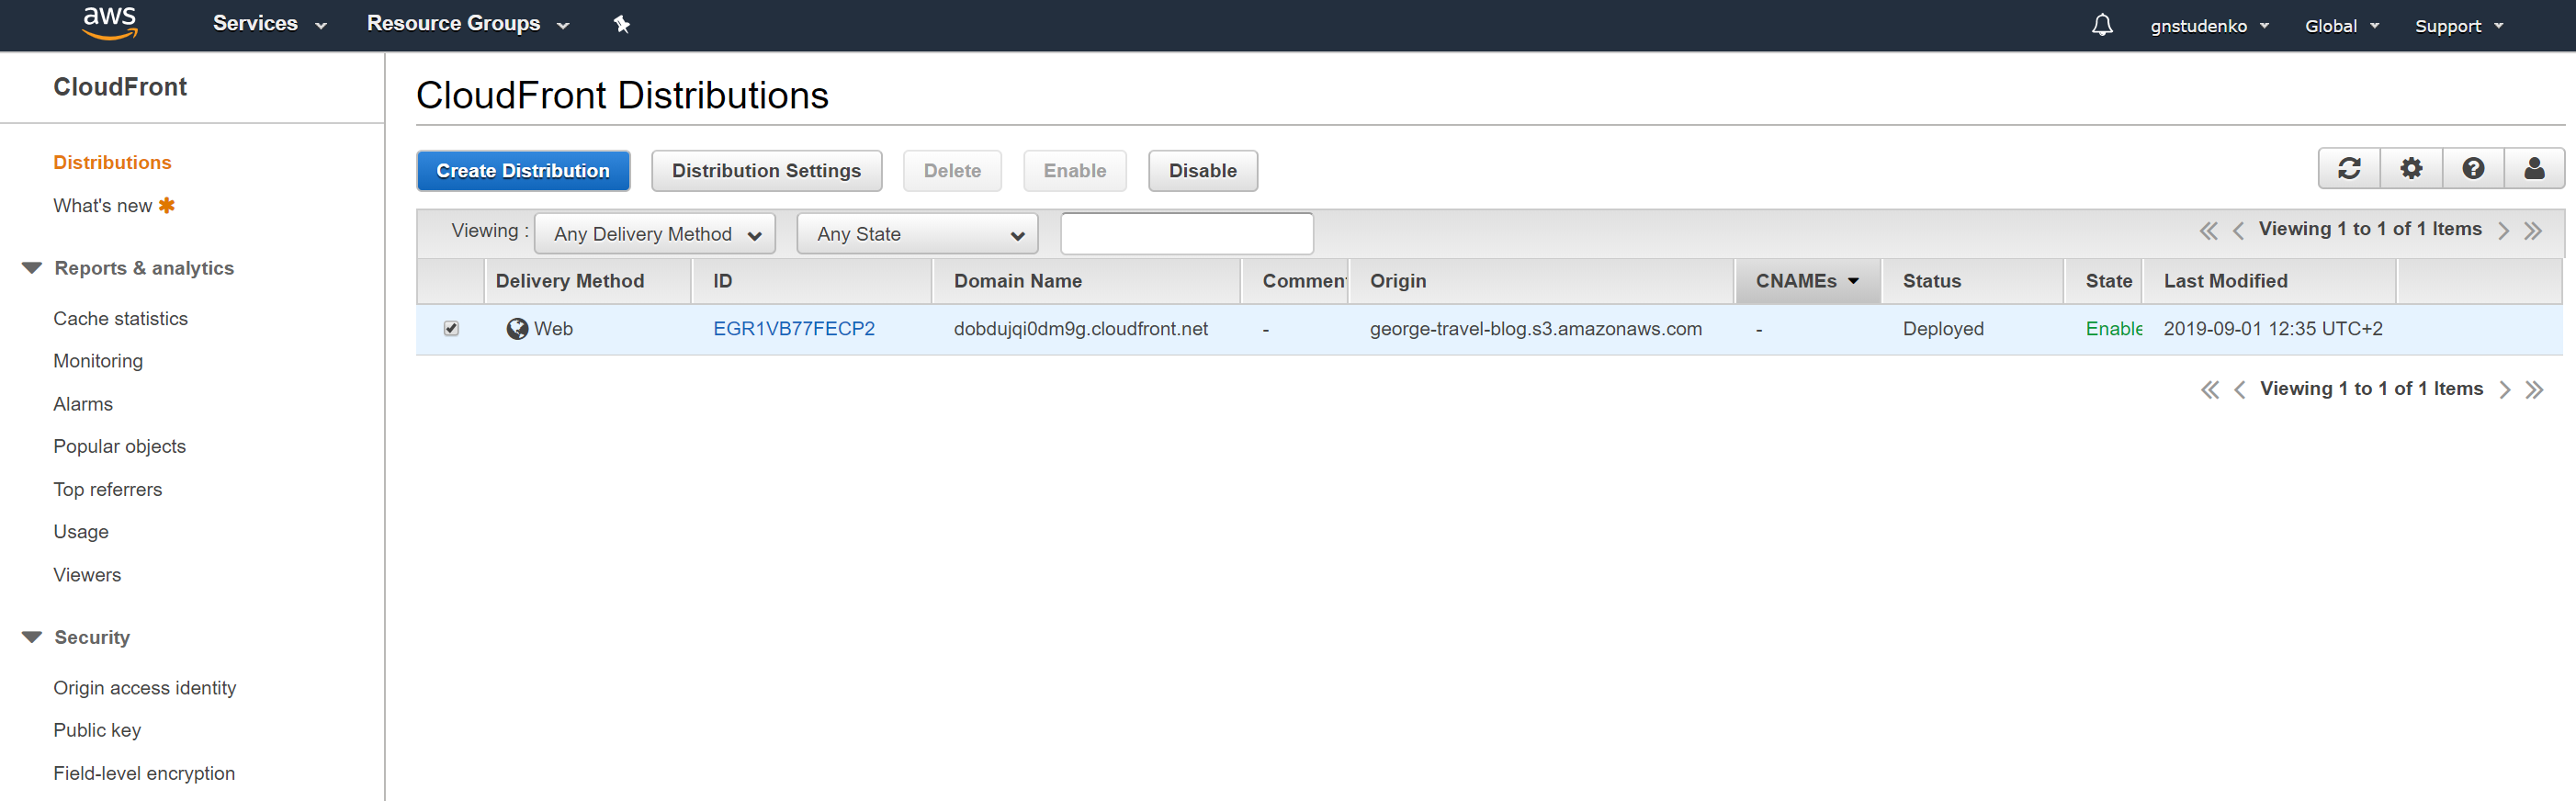 aws Services Resource Groups gnstudenko Global Support
CloudFront
Distributions
What's new
Reports & analytics
Cache statistics
Monitoring
Alarms
Popular objects
Top referrers
Usage
Viewers
Security
Origin access identity
Public key
Field-level encryption
CloudFront Distributions
Create Distribution Distribution Settings Delete Enable Disable
Viewing : Any Delivery Method Any State Viewing 1 to 1 of 1 Items
Delivery Method ID Domain Name Commen Origin CNAMEs Status State Last Modified
Web EGR1VB77FECP2 dobdujqi0dm9g.cloudfront.net - george-travel-blog.s3.amazonaws.com - Deployed Enable 2019-09-01 12:35 UTC+2
Viewing 1 to 1 of 1 Items